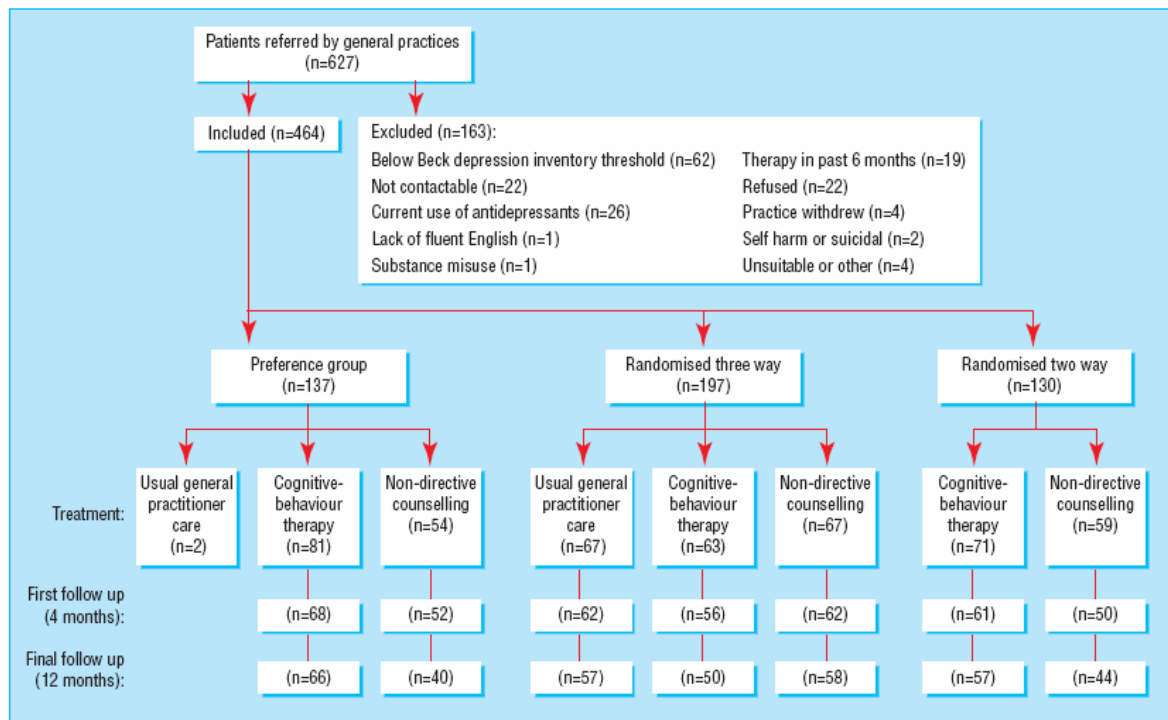 Patients referred by general practices
(n=627)
Included (n=464)
Excluded (n=163):
Below Beck depression inventory threshold (n=62)
Not contactable (n=22)
Current use of antidepressants (n=26)
Lack of fluent English (n=1)
Substance misuse (n=1)
Therapy in past 6 months (n=19)
Refused (n=22)
Practice withdrew (n=4)
Self harm or suicidal (n=2)
Unsuitable or other (n=4)
Preference group
(n=137)
Randomised three way
(n=197)
Randomised two way
(n=130)
Treatment:
Usual general
practitioner
care
(n=2)
Cognitive-
behaviour
therapy
(n=81)
Non-directive
counselling
(n=54)
Usual general
practitioner
care
(n=67)
Cognitive-
behaviour
therapy
(n=63)
Non-directive
counselling
(n=67)
Cognitive-
behaviour
therapy
(n=71)
Non-directive
counselling
(n=59)
First follow up
(4 months):
(n=68)
(n=52)
(n=62)
(n=56)
(n=62)
(n=61)
(n=50)
Final follow up
(12 months):
(n=66)
(n=40)
(n=57)
(n=50)
(n=58)
(n=57)
(n=44)